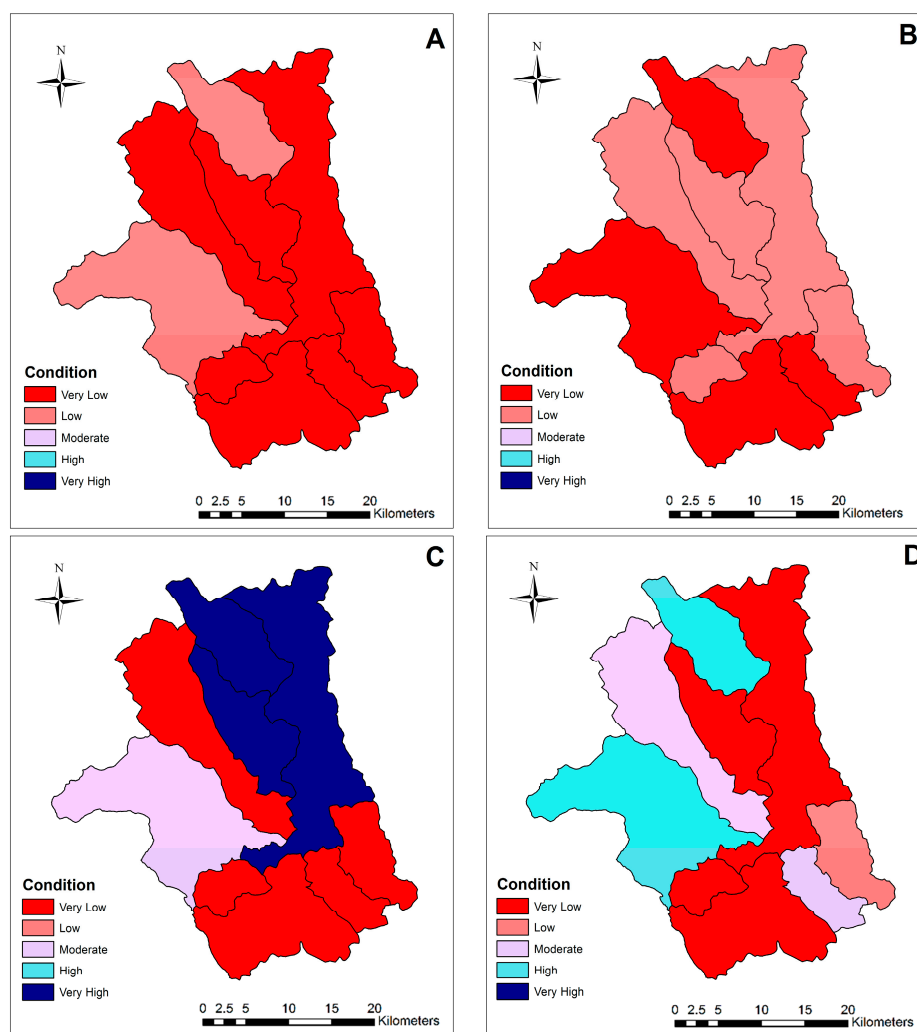 A
N
Condition
Very Low
Low
Moderate
High
Very High
0 2.5 5 10 15 20
Kilometers
B
N
Condition
Very Low
Low
Moderate
High
Very High
0 2.5 5 10 15 20
Kilometers
C
N
Condition
Very Low
Low
Moderate
High
Very High
0 2.5 5 10 15 20
Kilometers
D
N
Condition
Very Low
Low
Moderate
High
Very High
0 2.5 5 10 15 20
Kilometers